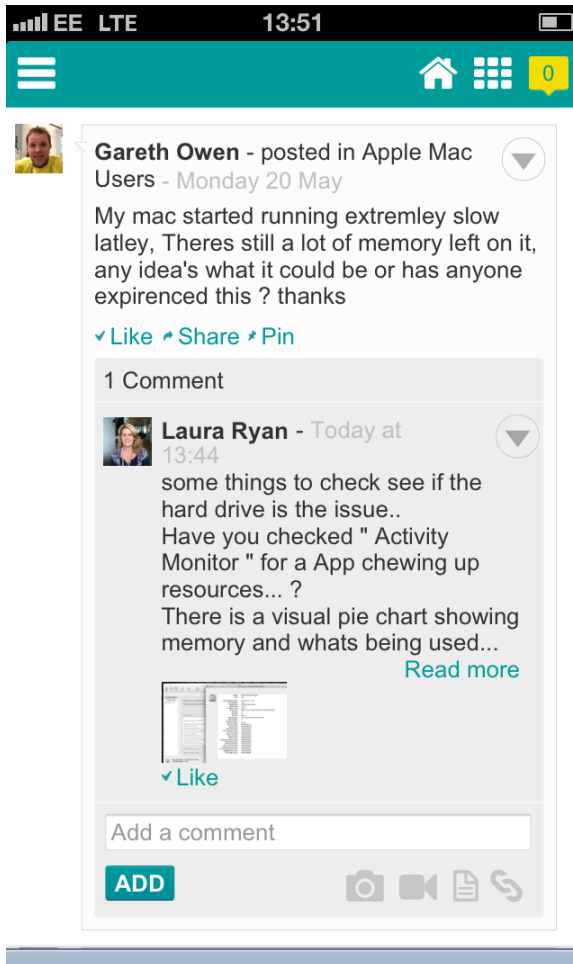 EE LTE 13:51
0
Gareth Owen - posted in Apple Mac
Users - Monday 20 May
My mac started running extremley slow
latley, Theres still a lot of memory left on it,
any idea's what it could be or has anyone
expirenced this ? thanks
Like Share Pin
1 Comment
Laura Ryan - Today at
13:44
some things to check see if the
hard drive is the issue..
Have you checked " Activity
Monitor " for a App chewing up
resources... ?
There is a visual pie chart showing
memory and whats being used...
Read more
Like
Add a comment
ADD